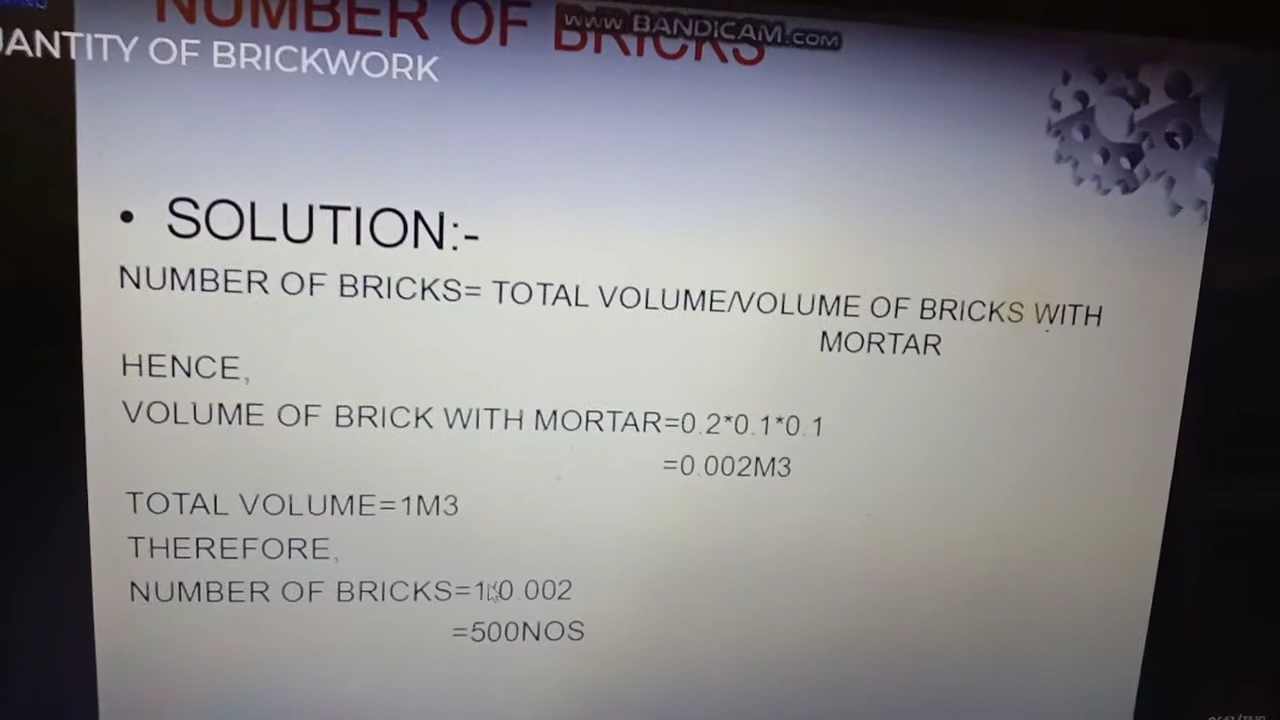 NUMBER OF BRICKS
www.BANDICAM.com
UANTITY OF BRICKWORK
• SOLUTION:-
NUMBER OF BRICKS= TOTAL VOLUME/VOLUME OF BRICKS WITH
MORTAR
HENCE,
VOLUME OF BRICK WITH MORTAR=0.2*0.1*0.1
=0.002M3
TOTAL VOLUME=1M3
THEREFORE,
NUMBER OF BRICKS=1/0.002
=500NOS